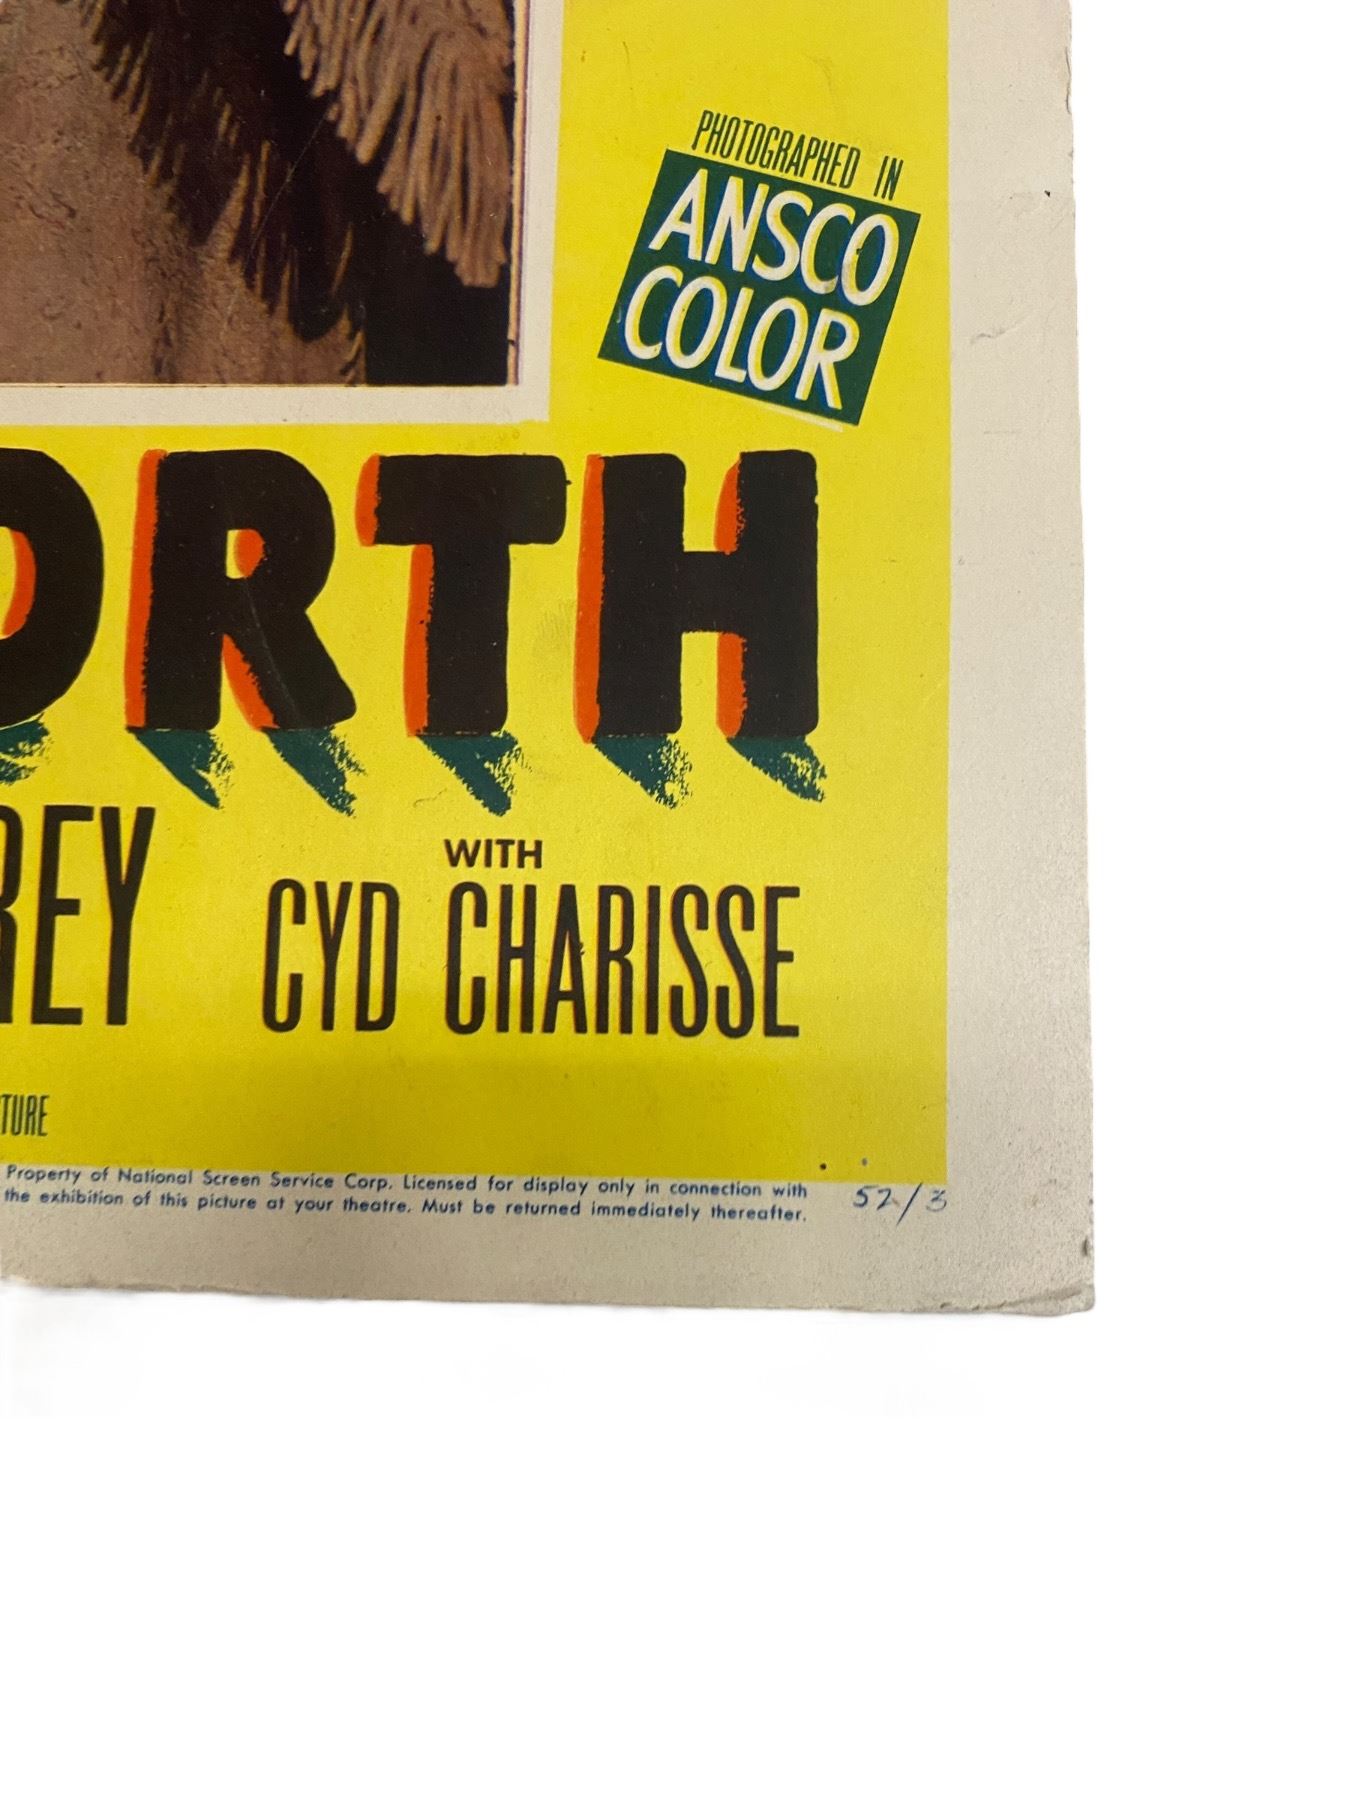 PHOTOGRAPHED IN
ANSCO
COLOR
ORTH
REY
WITH
CYD CHARISSE
TURE
Property of National Screen Service Corp. Licensed for display only in connection with
the exhibition of this picture at your theatre. Must be returned immediately thereafter.
52/3